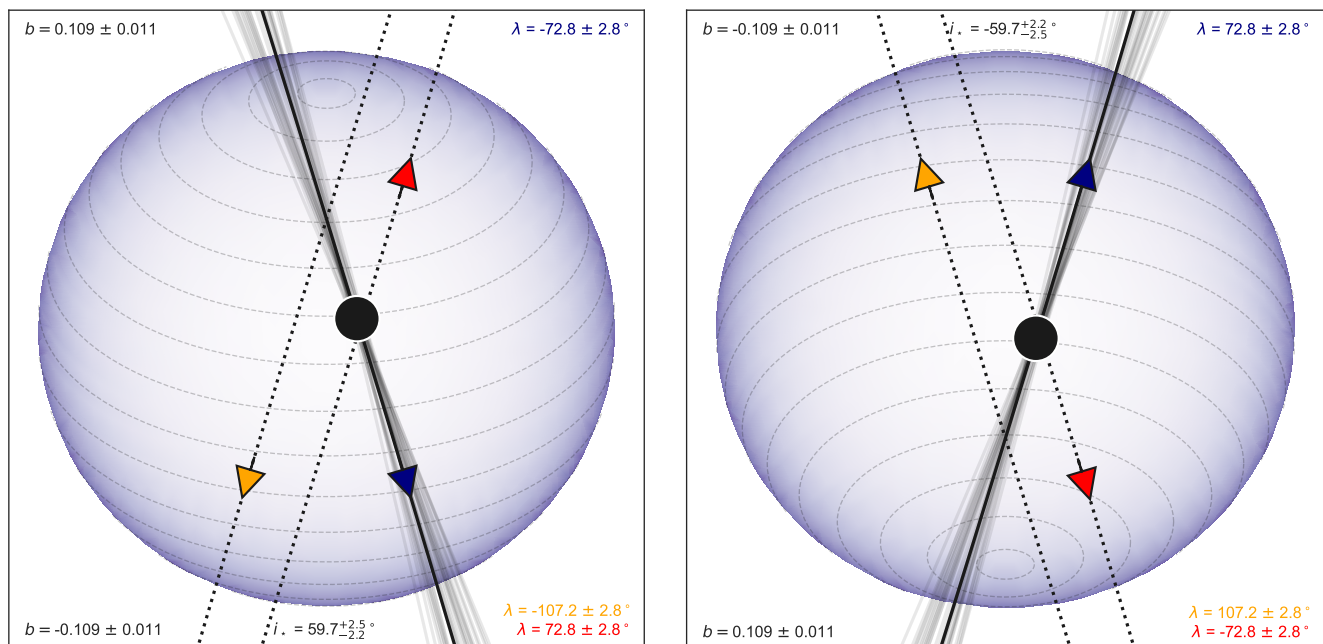 b = 0.109 ± 0.011
λ = -72.8 ± 2.8°
λ = -107.2 ± 2.8°
b = -0.109 ± 0.011
i⋆ = 59.7 +2.5 −2.2 °
λ = 72.8 ± 2.8°
b = -0.109 ± 0.011
i⋆ = -59.7 +2.2 −2.5 °
λ = 72.8 ± 2.8°
λ = 107.2 ± 2.8°
b = 0.109 ± 0.011
λ = -72.8 ± 2.8°